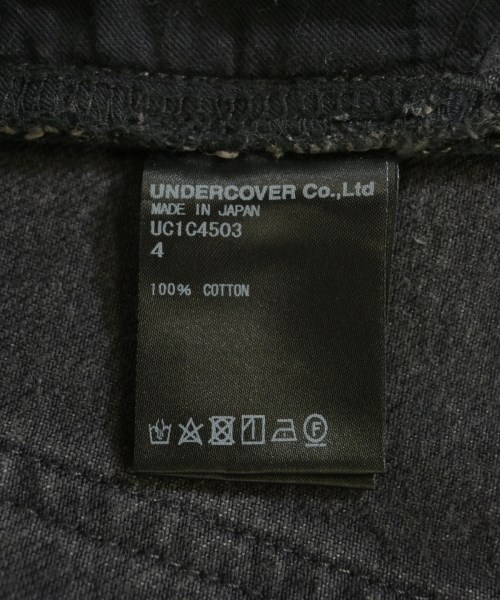 UNDERCOVER Co.,Ltd
MADE IN JAPAN
UC1C4503
4
100% COTTON
F